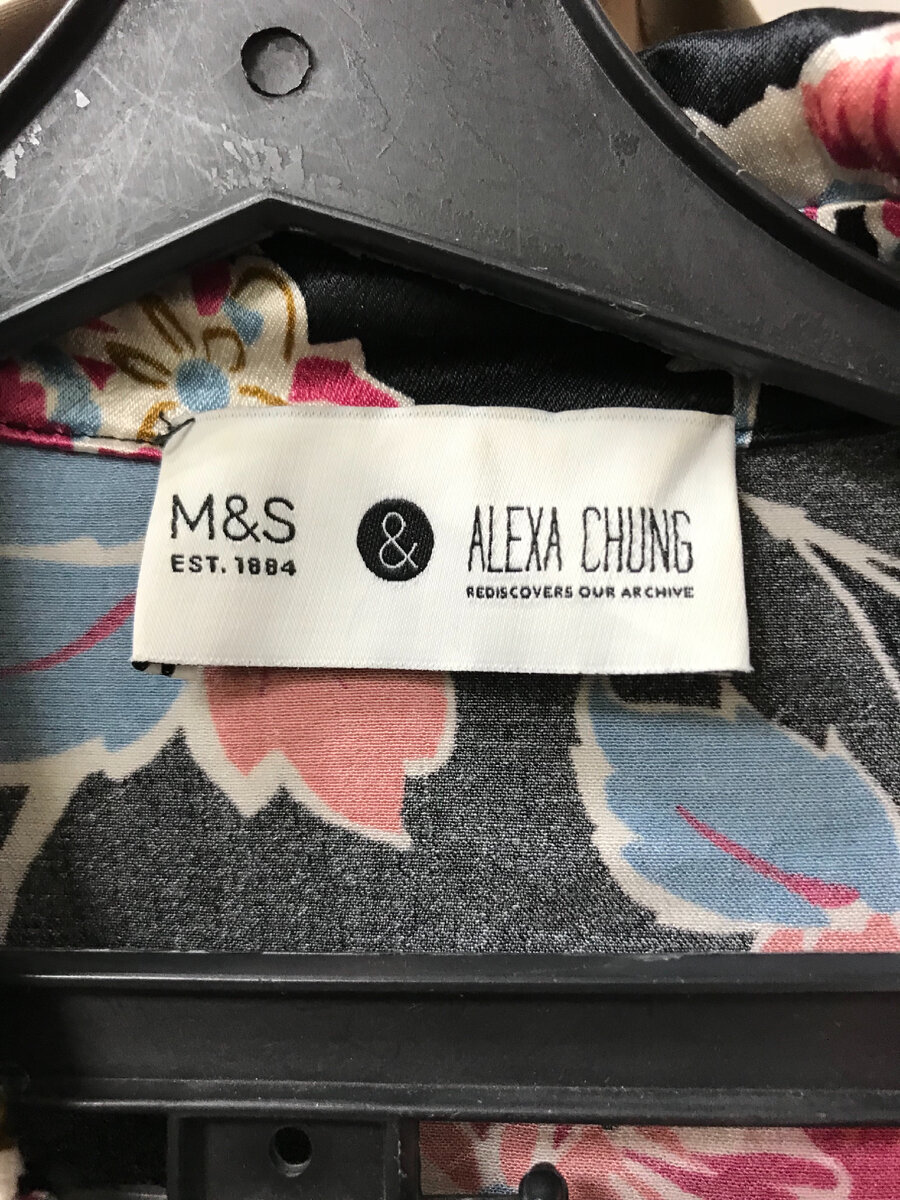 M&S
EST. 1884
&
ALEXA CHUNG
REDISCOVERS OUR ARCHIVE